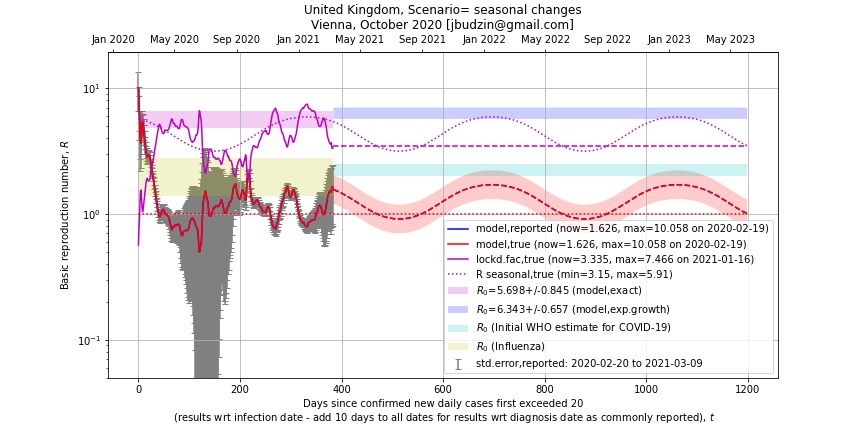 United Kingdom, Scenario= seasonal changes
Vienna, October 2020 [jbudzin@gmail.com]
Jan 2020 May 2020 Sep 2020 Jan 2021 May 2021 Sep 2021 Jan 2022 May 2022 Sep 2022 Jan 2023 May 2023
10¹
10⁰
10⁻¹
Basic reproduction number, R
model,reported (now=1.626, max=10.058 on 2020-02-19)
model,true (now=1.626, max=10.058 on 2020-02-19)
lockd.fac,true (now=3.335, max=7.466 on 2021-01-16)
R seasonal,true (min=3.15, max=5.91)
R₀=5.698+/-0.845 (model,exact)
R₀=6.343+/-0.657 (model,exp.growth)
R₀ (Initial WHO estimate for COVID-19)
R₀ (Influenza)
std.error,reported: 2020-02-20 to 2021-03-09
0 200 400 600 800 1000 1200
Days since confirmed new daily cases first exceeded 20
(results wrt infection date - add 10 days to all dates for results wrt diagnosis date as commonly reported), t